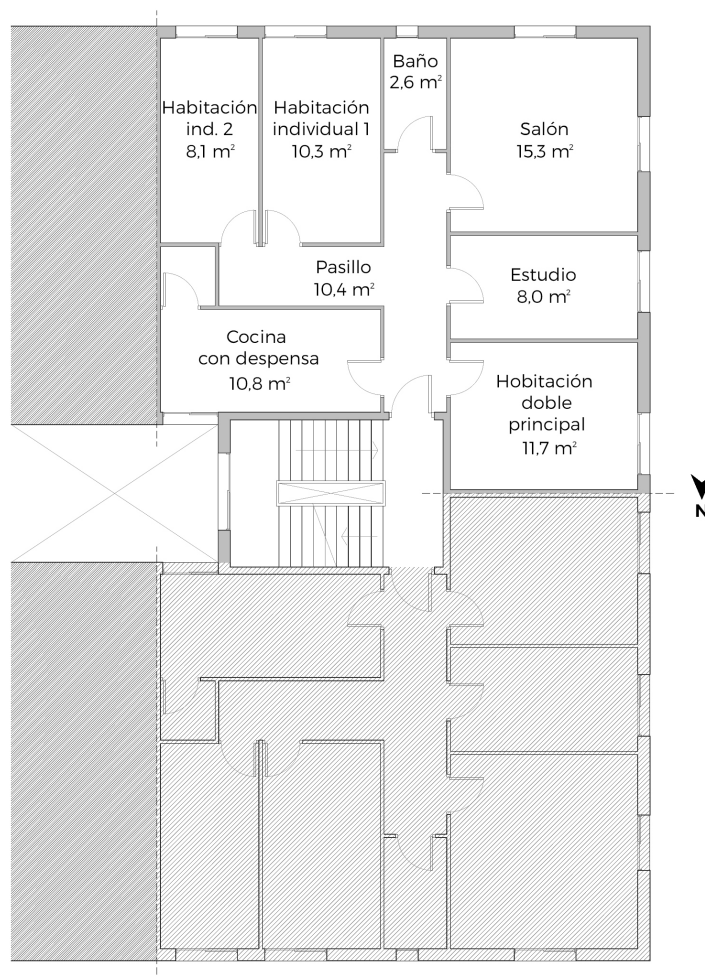 Habitación
ind. 2
8,1 m²
Habitación
individual 1
10,3 m²
Baño
2,6 m²
Salón
15,3 m²
Pasillo
10,4 m²
Estudio
8,0 m²
Cocina
con despensa
10,8 m²
Hobitación
doble
principal
11,7 m²
N